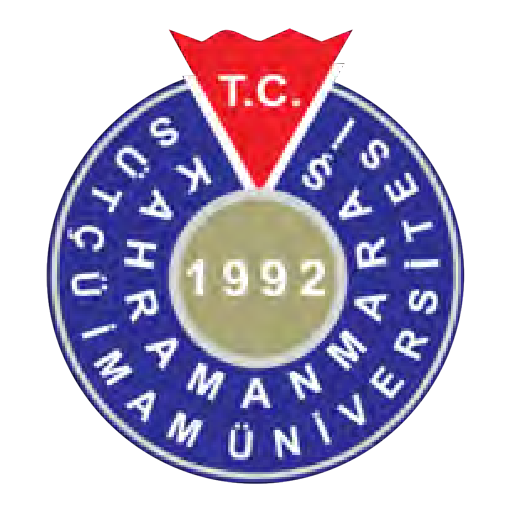 T.C.
KAHRAMANMARAŞ
SÜTÇÜ İMAM ÜNİVERSİTESİ
1992